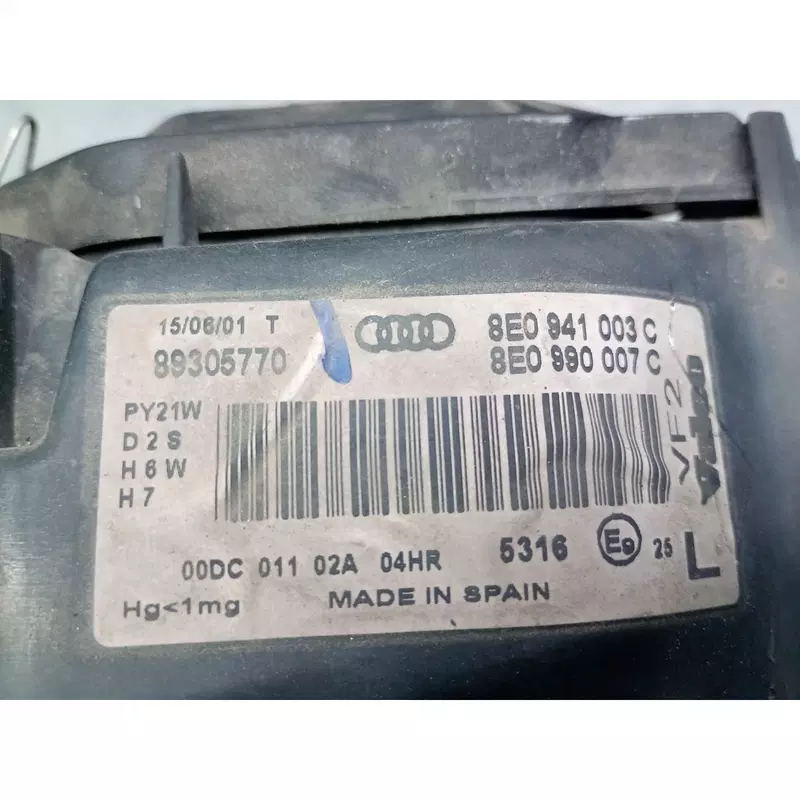 15/06/01 T
89305770
8E0 941 003 C
8E0 990 007 C
PY21W
D2S
H6W
H7
VF2
Valeo
00DC 011 02A 04HR
5316
E9
25
L
Hg<1mg
MADE IN SPAIN